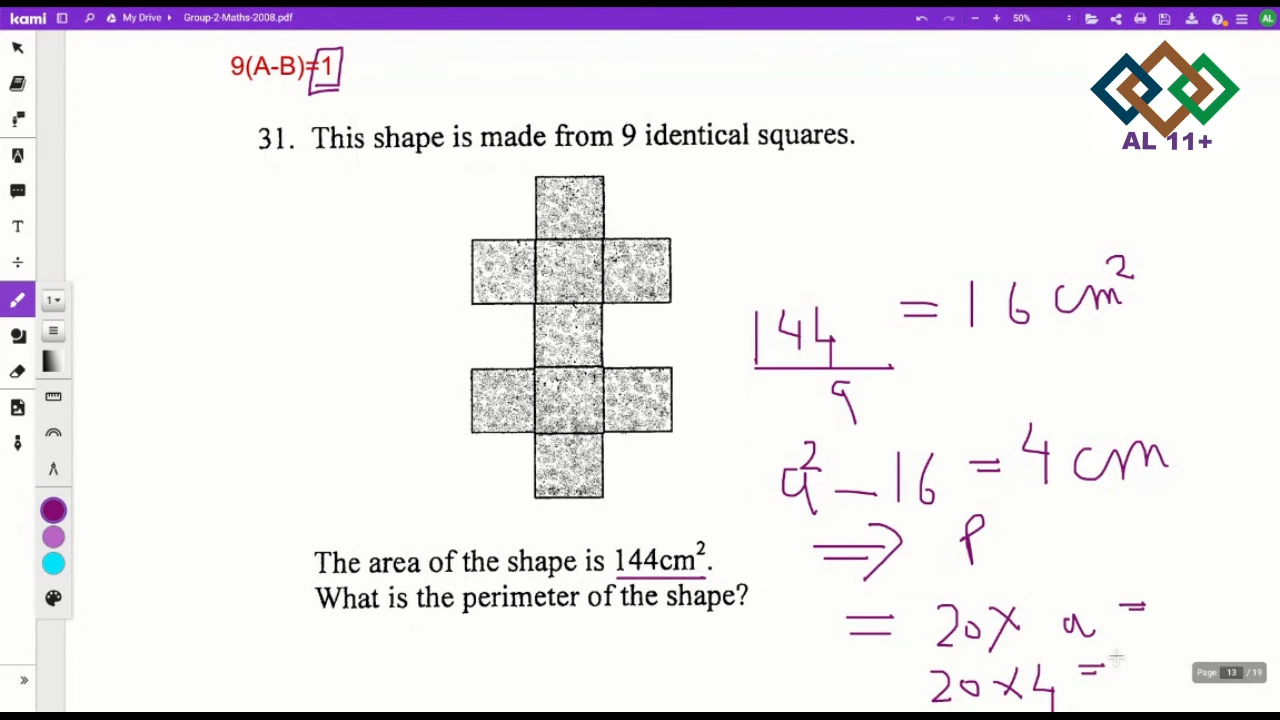 kami My Drive Group-2-Maths-2008.pdf 50% AL
9(A-B)=1
AL 11+
31. This shape is made from 9 identical squares.
144
9
= 16 cm²
a² - 16 = 4 cm
⇒ P
The area of the shape is 144cm².
What is the perimeter of the shape?
= 20 × a =
20 × 4 =
Page 13 / 19
1
T